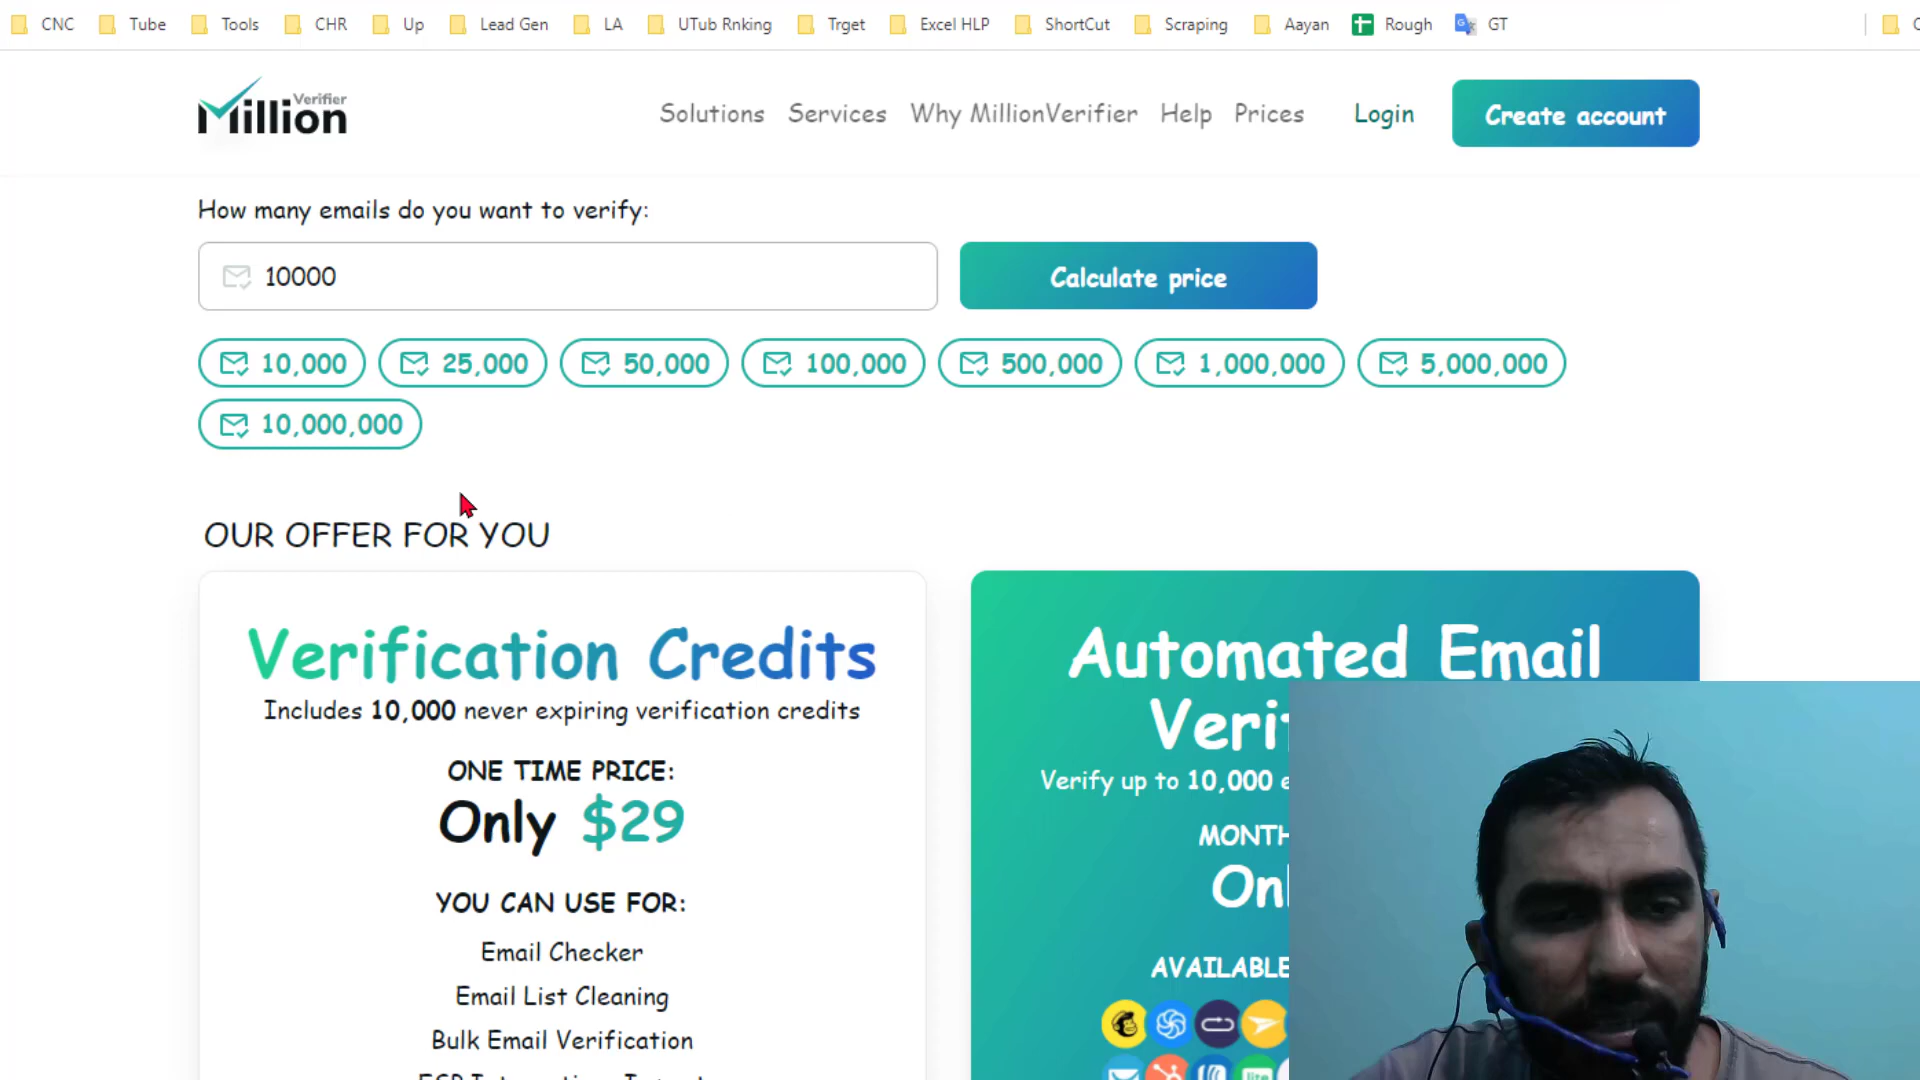 CNC Tube Tools CHR Up Lead Gen LA UTub Rnking Trget Excel HLP ShortCut Scraping Aayan Rough GT
Million Verifier Solutions Services Why MillionVerifier Help Prices Login Create account
How many emails do you want to verify:
10000 Calculate price
10,000 25,000 50,000 100,000 500,000 1,000,000 5,000,000
10,000,000
OUR OFFER FOR YOU
Verification Credits
Includes 10,000 never expiring verification credits
ONE TIME PRICE:
Only $29
YOU CAN USE FOR:
Email Checker
Email List Cleaning
Bulk Email Verification
Automated Email
Verify up to 10,000
AVAILABLE